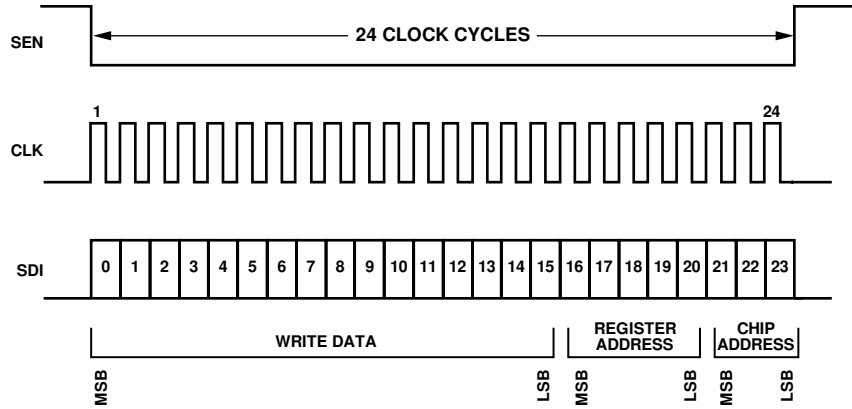 SEN
24 CLOCK CYCLES
1
24
CLK
SDI
0 1 2 3 4 5 6 7 8 9 10 11 12 13 14 15 16 17 18 19 20 21 22 23
WRITE DATA
REGISTER
ADDRESS
CHIP
ADDRESS
MSB
LSB
MSB
LSB
MSB
LSB